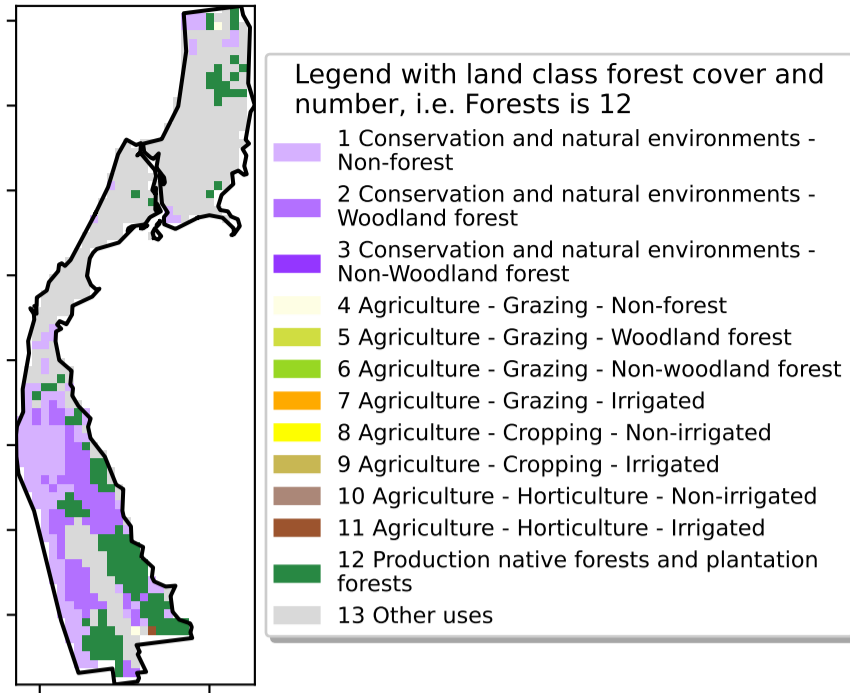 Legend with land class forest cover and
number, i.e. Forests is 12
1 Conservation and natural environments -
Non-forest
2 Conservation and natural environments -
Woodland forest
3 Conservation and natural environments -
Non-Woodland forest
4 Agriculture - Grazing - Non-forest
5 Agriculture - Grazing - Woodland forest
6 Agriculture - Grazing - Non-woodland forest
7 Agriculture - Grazing - Irrigated
8 Agriculture - Cropping - Non-irrigated
9 Agriculture - Cropping - Irrigated
10 Agriculture - Horticulture - Non-irrigated
11 Agriculture - Horticulture - Irrigated
12 Production native forests and plantation
forests
13 Other uses